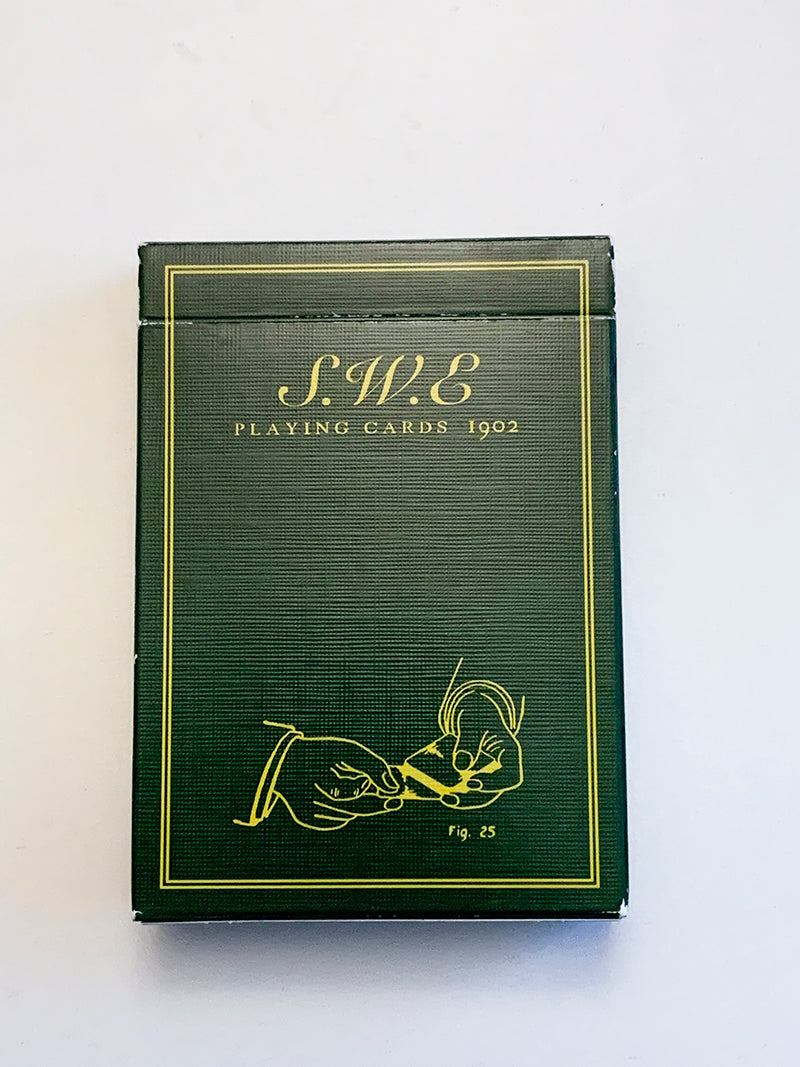 S.W.E
PLAYING CARDS 1902
Fig. 25